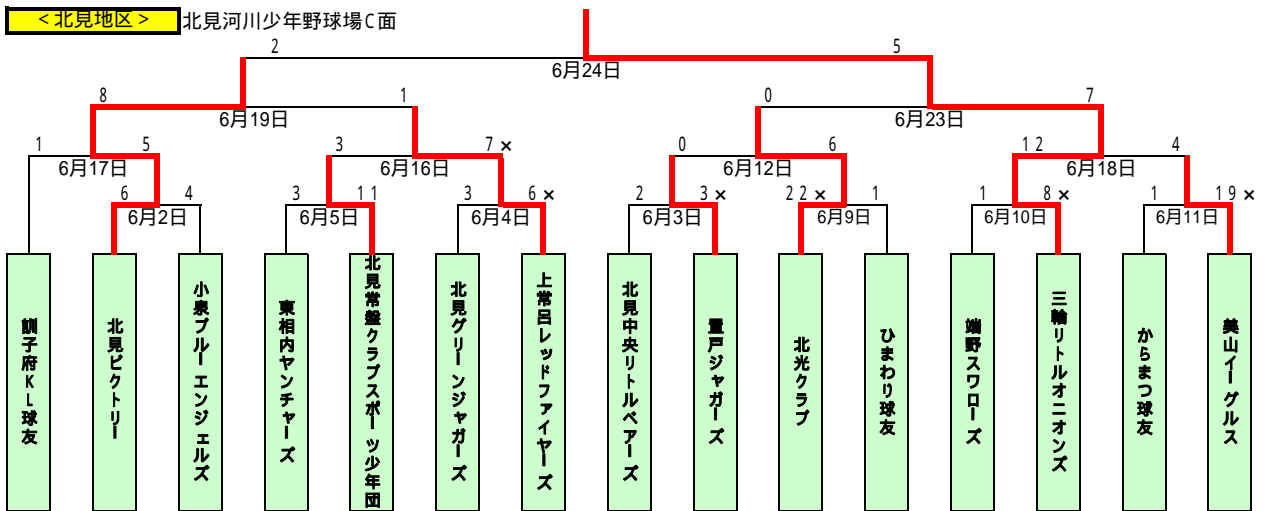 ＜北見地区＞ 北見河川少年野球場C面
2 5
6月24日
8 1 0 7
6月19日 6月23日
1 5 3 7× 0 6 12 4
6月17日 6月16日 6月12日 6月18日
6 4 3 11 3 6× 2 3× 22× 1 1 8× 1 19×
6月2日 6月5日 6月4日 6月3日 6月9日 6月10日 6月11日
訓子府KL球友
北見ビクトリー
小泉ブルーエンジェルズ
東相内ヤンチャーズ
北見常盤クラブスポーツ少年団
北見グリーンジャガーズ
上常呂レッドファイヤーズ
北見中央リトルベアーズ
置戸ジャガーズ
北光クラブ
ひまわり球友
端野スワローズ
三輪リトルオニオンズ
からまつ球友
美山イーグルス